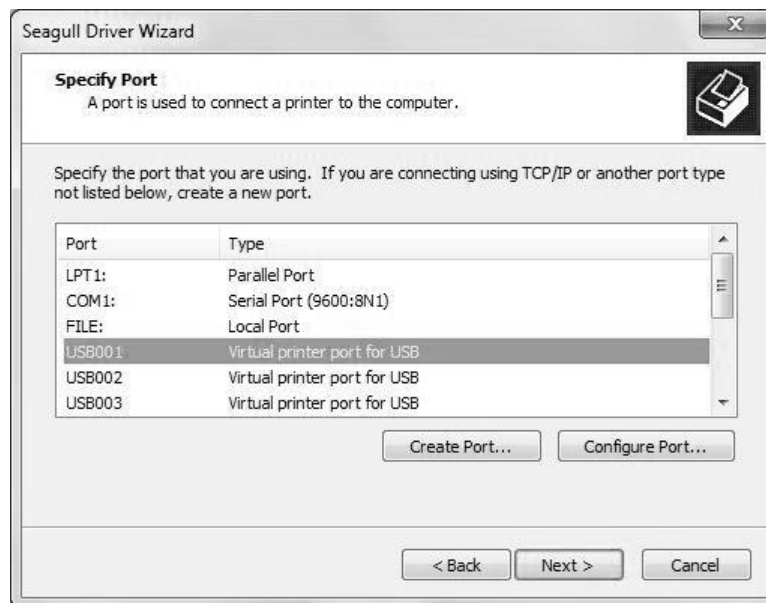 Seagull Driver Wizard
Specify Port
A port is used to connect a printer to the computer.
Specify the port that you are using. If you are connecting using TCP/IP or another port type
not listed below, create a new port.
Port Type
LPT1: Parallel Port
COM1: Serial Port (9600:8N1)
FILE: Local Port
USB001 Virtual printer port for USB
USB002 Virtual printer port for USB
USB003 Virtual printer port for USB
Create Port... Configure Port...
< Back Next > Cancel